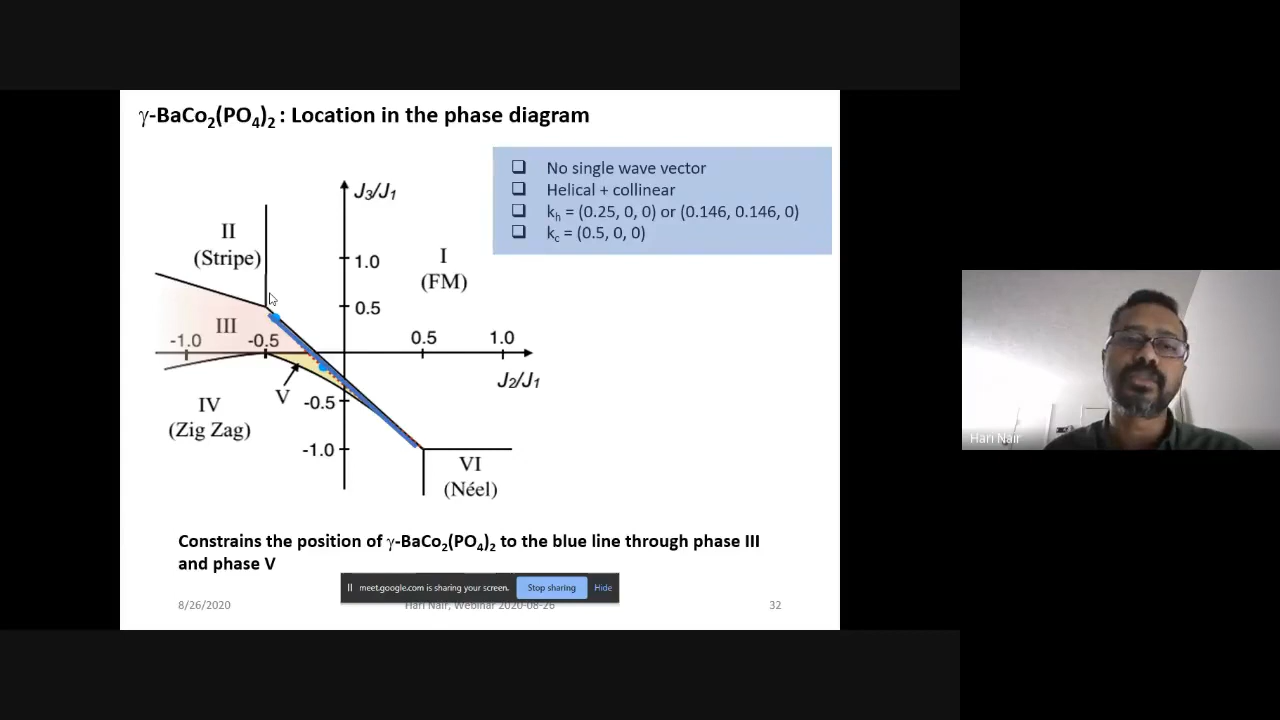 γ-BaCo₂(PO₄)₂ : Location in the phase diagram
❑ No single wave vector
❑ Helical + collinear
❑ kₕ = (0.25, 0, 0) or (0.146, 0.146, 0)
❑ k꜀ = (0.5, 0, 0)
J₃/J₁
II
(Stripe)
I
(FM)
1.0
0.5
III
-1.0
-0.5
0.5
1.0
J₂/J₁
V
-0.5
IV
(Zig Zag)
-1.0
VI
(Néel)
Constrains the position of γ-BaCo₂(PO₄)₂ to the blue line through phase III
and phase V
meet.google.com is sharing your screen.
Stop sharing
Hide
8/26/2020
Hari Nair, Webinar 2020-08-26
32
Hari Nair